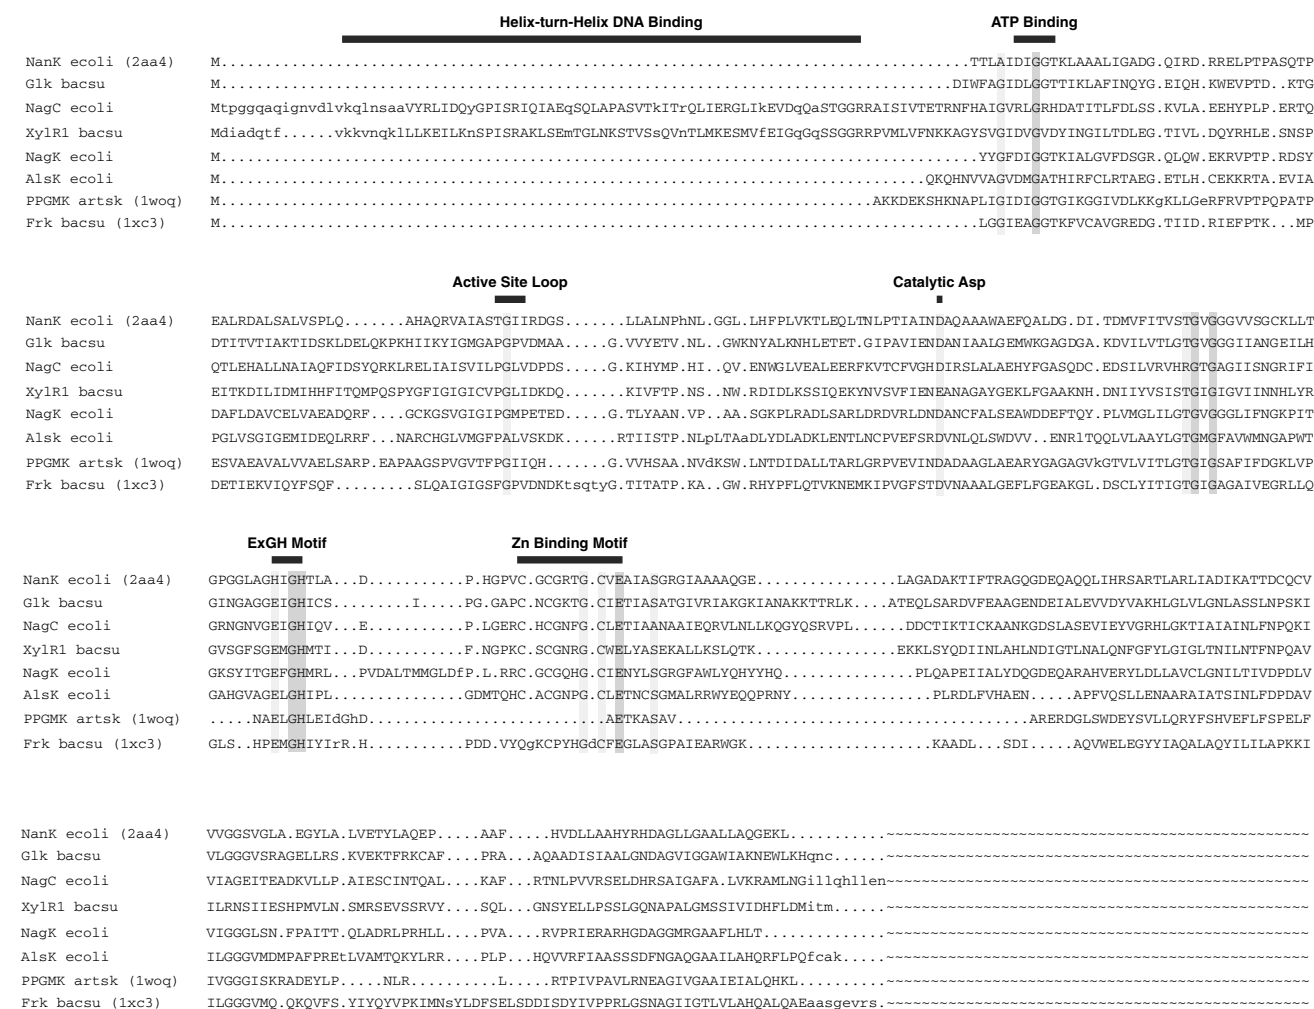 Helix-turn-Helix DNA Binding ATP Binding
NanK ecoli (2aa4) M....................................................................................TTLAIDIGGTKLAAALIGADG.QIRD.RRELPTPASQTP
Glk bacsu M..................................................................................DIWFAGIDLGGTTIKLAFINQYG.EIQH.KWEVPTD..KTG
NagC ecoli MtpggqaqignvdlvkqlnsaaVYRLIDQyGPISRIQIAEqSQLAPASVTkITrQLIERGLIkEVDQQaSTGGRRAISIVTETRNFHAIGVRLGRHDATITLFDLSS.KVLA.EEHYPLP.ERTQ
XylR1 bacsu Mdiadqtf......vkkvnqklLLKEILKnSPISRAKLSEmTGLNKSTVSsQVnTLMKESMVfEIGqGqSSGGRRPVMLVFNKKAGYSVGIDVGVDYINGILTDLEG.TIVL.DQYRHLE.SNSP
NagK ecoli M.....................................................................................YYGFDIGGTKIALGVFDSGR.QLQW.EKRVPTP.RDSY
AlsK ecoli M...............................................................................QKQHNVVAGVDMGATHIRFCLRTAEG.ETLH.CEKKRTA.EVIA
PPGMK artsk (1woq) M.........................................................................AKKDEKSHKNAPLIGIDIGGTGIKGGIVDLKKgKLLGeRFRVPTPQPATP
Frk bacsu (1xc3) M.....................................................................................LGGIEAGGTKFVCAVGREDG.TIID.RIEFPTK...MP
Active Site Loop Catalytic Asp
NanK ecoli (2aa4) EALRDALSALVSPLQ.......AHAQRVAIASTGIIRDGS......LLALNPhNL.GGL.LHFPLVKTLEQLTNLPTIAINDAQAAAWAEFQALDG.DI.TDMVFITVSTGVGGGVVSGCKLLT
Glk bacsu DTITVTIAKTIDSKLDELQKPKHIIKYIGMGAPGPVDMAA.....G.VVYETV.NL..GWKNYALKNHLETET.GIPAVIENDANIAALGEMWKGAGDGA.KDVILVTLGTGVGGGIIANGEILH
NagC ecoli QTLEHALLNAIAQFIDSYQRKLRELIAISVILPGLVDPDS.....G.KIHYMP.HI..QV.ENWGLVEALEERFKVTCFVGHDIRSLALAEHYFGASQDC.EDSILVRVHRGTGAGIISNGRIFI
XylR1 bacsu EITKDILIDMIHHFITQMPQSPYGFIGIGICVPGLIDKDQ......KIVFTP.NS..NW.RDIDLKSSIQEKYNVSVFIENEANAGAYGEKLFGAAKNH.DNIIYVSISTGIGIGVIINNHLYR
NagK ecoli DAFLDAVCELVAEADQRF....GCKGSVGIGIPGMPETED.....G.TLYAAN.VP..AA.SGKPLRADLSARLDRDVRLDNDANCFALSEAWDDEFTQY.PLVMGLILGTGVGGGLIFNGKPIT
Alsk ecoli PGLVSGIGEMIDEQLRRF...NARCHGLVMGFPALVSKDK......RTIISTP.NLpLTAaDLYDLADKLENTLNCPVEFSRDVNLQLSWDVV..ENRlTQQLVLAAYLGTGMGFAVWMNGAPWT
PPGMK artsk (1woq) ESVAEAVALVVAELSARP.EAPAAGSPVGVTFPGIIQH......G.VVHSAA.NVdKSW.LNTDIDALLTARLGRPVEVINDADAAGLAEARYGAGAGVkGTVLVITLGTGIGSAFIFDGKLVP
Frk bacsu (1xc3) DETIEKVIQYFSQF.........SLQAIGIGSFGPVDNDKtsqtyG.TITATP.KA..GW.RHYPFLQTVKNEMKIPVGFSTDVNAAALGEFLFGEAKGL.DSCLYITIGTGIGAGAIVEGRLLQ
ExGH Motif Zn Binding Motif
NanK ecoli (2aa4) GPGGLAGHIGHTLA...D...........P.HGPVC.GCGRTG.CVEAIASGRGIAAAAQGE................LAGADAKTIFTRAGQGDEQAQQLIHRSARTLARLIADIKATTDCQCV
Glk bacsu GINGAGGEIGHICS.........I.....PG.GAPC.NCGKTG.CIETIASATGIVRIAKGKIANAKKTTRLK....ATEQLSARDVFEAAGENDEIALEVVDYVAKHLGLVLGNLASSLNPSKI
NagC ecoli GRNGNVGEIGHIQV...E...........P.LGERC.HCGNFG.CLETIAANAAIEQRVLNLLKQGYQSRVPL......DDCTIKTICKAANKGDSLASEVIEYVGRHLGKTIAIAINLFNPQKI
XylR1 bacsu GVSGFSGEMGHMTI...D...........F.NGPKC.SCGNRG.CWELYASEKALLKSLQTK................EKKLSYQDIINLAHLNDIGTLNALQNFGFYLGIGLTNILNTFNPQAV
NagK ecoli GKSYITGEFGHMRL...PVDALTMMGLDfP.L.RRC.GCGQHG.CIENYLSGRGFAWLYQHYYHQ...............PLQAPEIIALYDQGDEQARAHVERYLDLLAVCLGNILTIVDPDLV
AlsK ecoli GAHGVAGELGHIPL...........GDMTQHC.ACGNPG.CLETNCSGMALRRWYEQQPRNY................PLRDLFVHAEN.....APFVQSLLENAARAIATSINLFDPDAV
PPGMK artsk (1woq) .....NAELGHLEIdGhD..........................AETKASAV.......................................ARERDGLSWDEYSVLLQRYFSHVEFLFSPELF
Frk bacsu (1xc3) GLS..HPEMGHIYIrR.H...........PDD.VYQgKCPYHGdCFEGLASGPAIEARWGK....................KAADL...SDI.....AQVWELEGYYIAQALAQYILILAPKKI
NanK ecoli (2aa4) VVGGSVGLA.EGYLA.LVETYLAQEP.....AAF....HVDLLAAHYRHDAGLLGAALLAQGEKL...........~~~~~~~~~~~~~~~~~~~~~~~~~~~~~~~~~~~~~~~~~~~~~~~
Glk bacsu VLGGGVSRAGELLRS.KVEKTFRKCAF....PRA...AQAADISIAALGNDAGVIGGAWIAKNEWLKHqnc......~~~~~~~~~~~~~~~~~~~~~~~~~~~~~~~~~~~~~~~~~~~~~~~
NagC ecoli VIAGEITEADKVLLP.AIESCINTQAL....KAF...RTNLPVVRSELDHRSAIGAFA.LVKRAMLNGillqhllen~~~~~~~~~~~~~~~~~~~~~~~~~~~~~~~~~~~~~~~~~~~~~~~
XylR1 bacsu ILRNSIIESHPMVLN.SMRSEVSSRVY....SQL...GNSYELLPSSLGQNAPALGMSSIVIDHFLDMitm......~~~~~~~~~~~~~~~~~~~~~~~~~~~~~~~~~~~~~~~~~~~~~~~
NagK ecoli VIGGGLSN.FPAITT.QLADRLPRHLL....PVA....RVPRIERARHGDAGGMRGAAFLHLT..............~~~~~~~~~~~~~~~~~~~~~~~~~~~~~~~~~~~~~~~~~~~~~~~
AlsK ecoli ILGGGVMDMPAFPREtLVAMTQKYLRR....PLP...HQVVRFIAASSSDFNGAQGAAILAHQRFLPQfcak.....~~~~~~~~~~~~~~~~~~~~~~~~~~~~~~~~~~~~~~~~~~~~~~~
PPGMK artsk (1woq) IVGGGISKRADEYLP.....NLR..........L.....RTPIVPAVLRNEAGIVGAAIEIALQHKL..........~~~~~~~~~~~~~~~~~~~~~~~~~~~~~~~~~~~~~~~~~~~~~~~
Frk bacsu (1xc3) ILGGGVMQ.QKQVFS.YIYQYVPKIMNsYLDFSELSDDISDYIVPPRLGSNAGIIGTLVLAHQALQAEaasgevrs.~~~~~~~~~~~~~~~~~~~~~~~~~~~~~~~~~~~~~~~~~~~~~~~